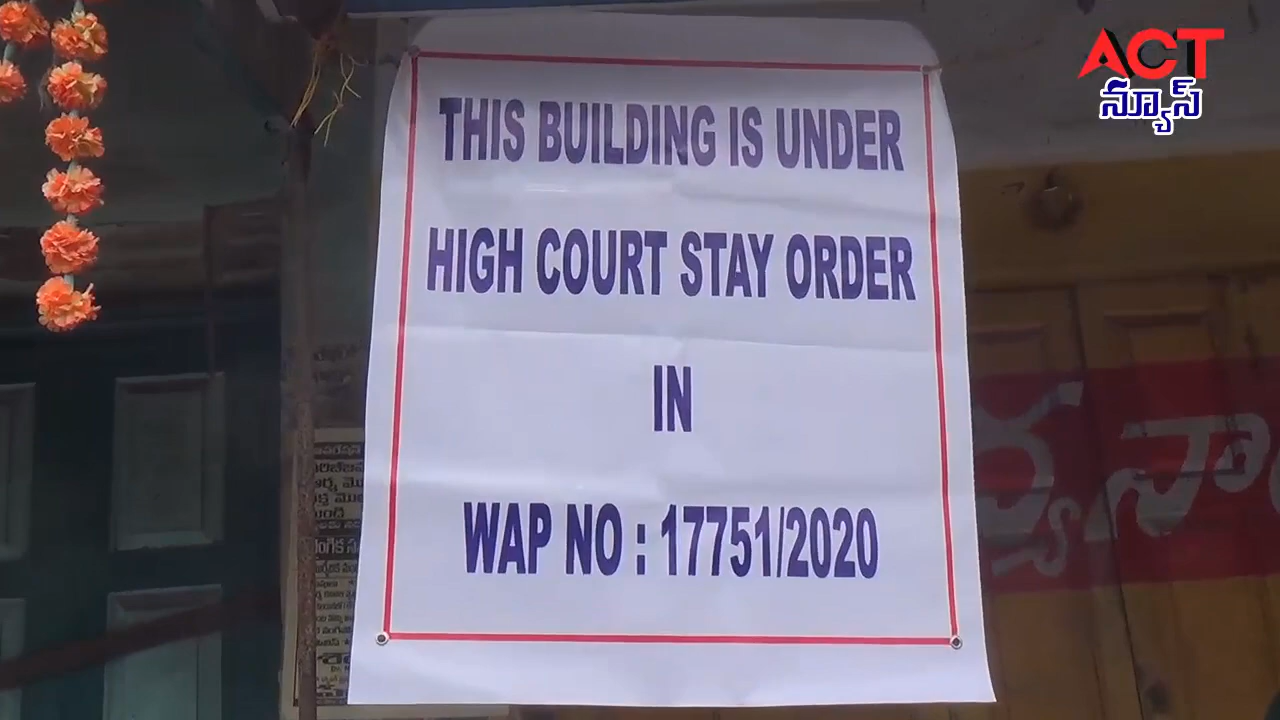 ACT
న్యూస్
THIS BUILDING IS UNDER
HIGH COURT STAY ORDER
IN
WAP NO : 17751/2020